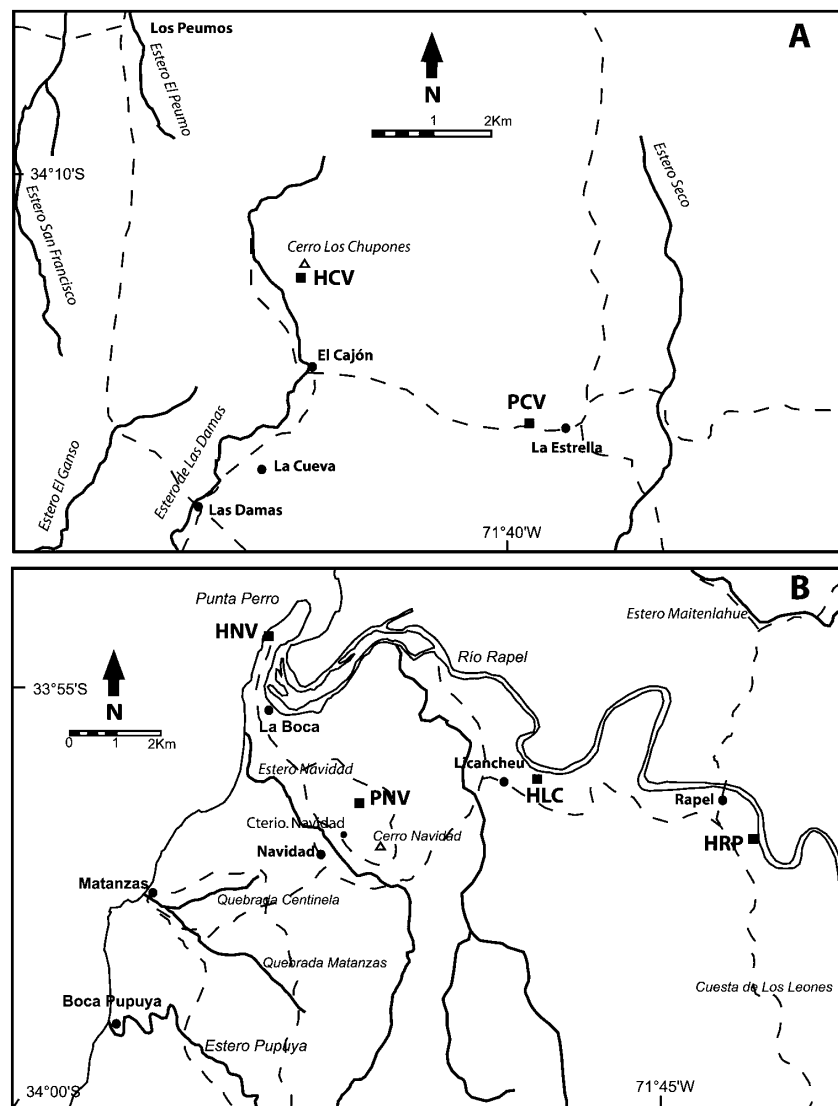 A
Los Peumos
Estero El Peumo
N
1 2Km
Estero Seco
34°10'S
Estero San Francisco
Cerro Los Chupones
HCV
El Cajón
PCV
La Estrella
Estero de Las Damas
Estero El Ganso
La Cueva
Las Damas
71°40'W
B
Punta Perro
Estero Maitenlahue
HNV
Río Rapel
33°55'S
N
La Boca
0 1 2Km
Licancheu
Estero Navidad
HLC
PNV
Rapel
Cterio. Navidad
Cerro Navidad
HRP
Navidad
Matanzas
Quebrada Centinela
Quebrada Matanzas
Cuesta de Los Leones
Boca Pupuya
Estero Pupuya
34°00'S
71°45'W